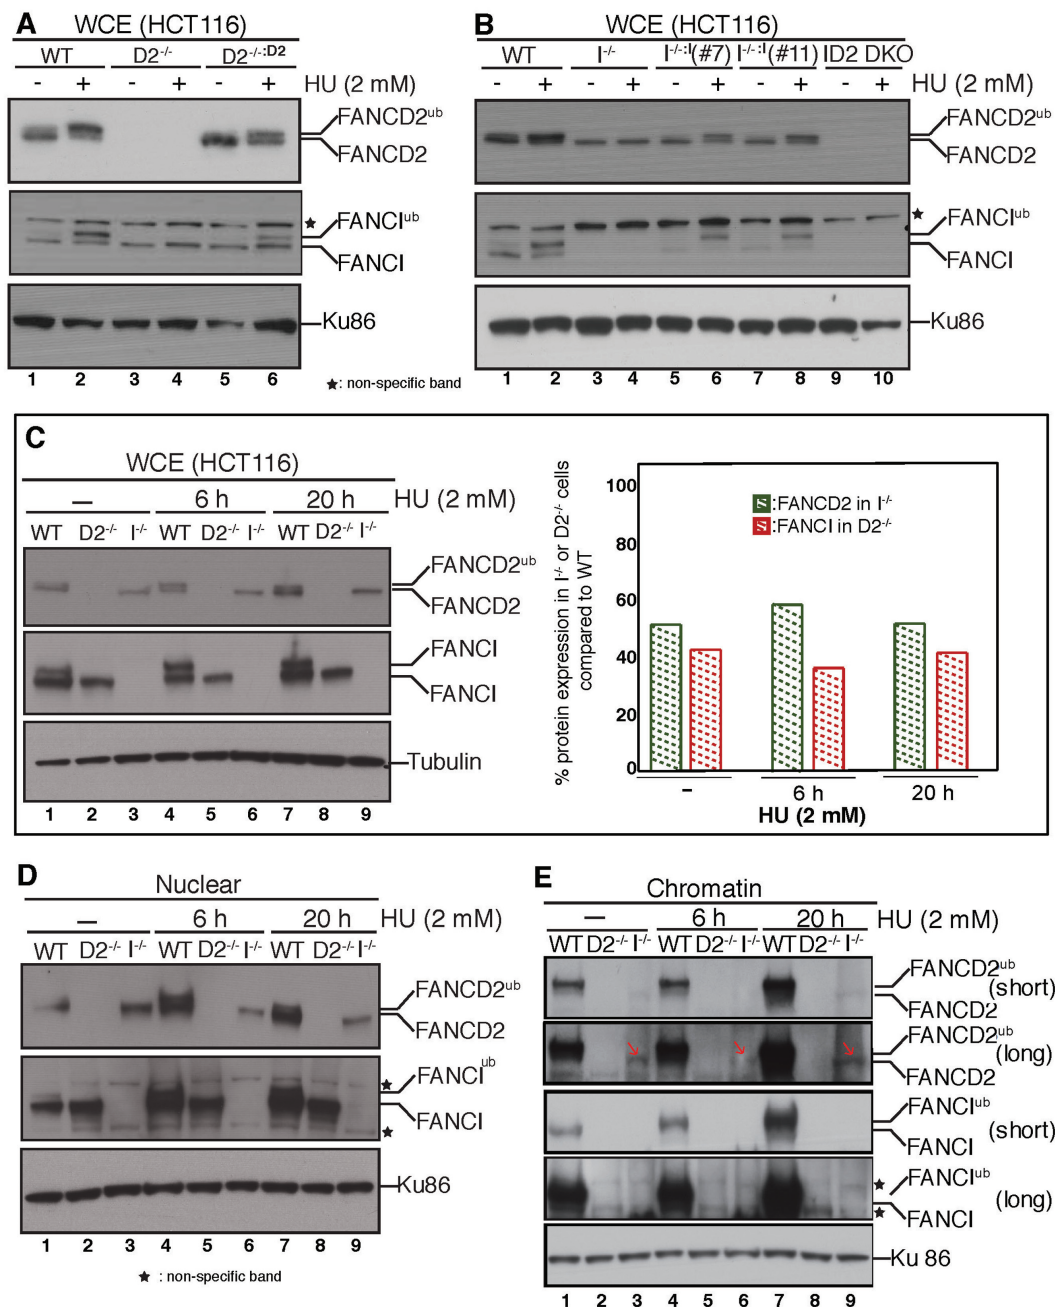 A
WCE (HCT116)
WT D2-/- D2-/-:D2
- + - + - + HU (2 mM)
FANCD2ub
FANCD2
★ FANCIub
FANCI
Ku86
1 2 3 4 5 6
★: non-specific band
B
WCE (HCT116)
WT I-/- I-/-:I(#7) I-/-:I(#11) ID2 DKO
- + - + - + - + - + HU (2 mM)
FANCD2ub
FANCD2
★ FANCIub
FANCI
Ku86
1 2 3 4 5 6 7 8 9 10
C
WCE (HCT116)
— 6 h 20 h HU (2 mM)
WT D2-/- I-/- WT D2-/- I-/- WT D2-/- I-/-
FANCD2ub
FANCD2
FANCI
FANCI
Tubulin
1 2 3 4 5 6 7 8 9
% protein expression in I-/- or D2-/- cells
compared to WT
100
80
60
40
20
0
S:FANCD2 in I-/-
S:FANCI in D2-/-
– 6 h 20 h
HU (2 mM)
D
Nuclear
— 6 h 20 h HU (2 mM)
WT D2-/- I-/- WT D2-/- I-/- WT D2-/- I-/-
FANCD2ub
FANCD2
★ FANCIub
FANCI
★
Ku86
1 2 3 4 5 6 7 8 9
★ : non-specific band
E
Chromatin
— 6 h 20 h HU (2 mM)
WT D2-/- I-/- WT D2-/- I-/- WT D2-/- I-/-
FANCD2ub
(short)
FANCD2
FANCD2ub
(long)
FANCD2
FANCIub
(short)
FANCI
★ FANCIub
(long)
★ FANCI
Ku 86
1 2 3 4 5 6 7 8 9